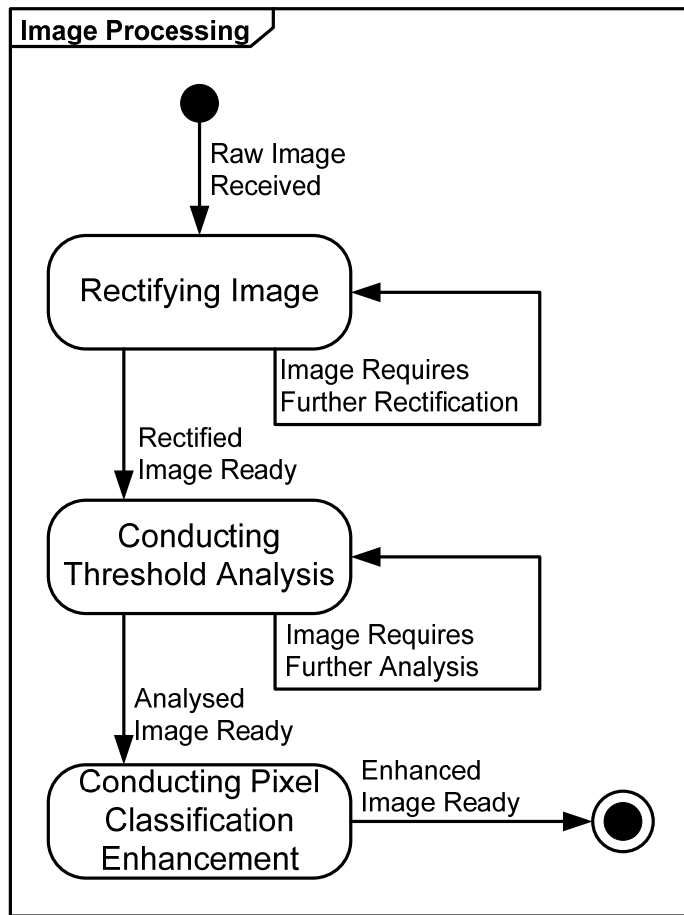 Image Processing
Raw Image
Received
Rectifying Image
Image Requires
Further Rectification
Rectified
Image Ready
Conducting
Threshold Analysis
Image Requires
Further Analysis
Analysed
Image Ready
Conducting Pixel
Classification
Enhancement
Enhanced
Image Ready